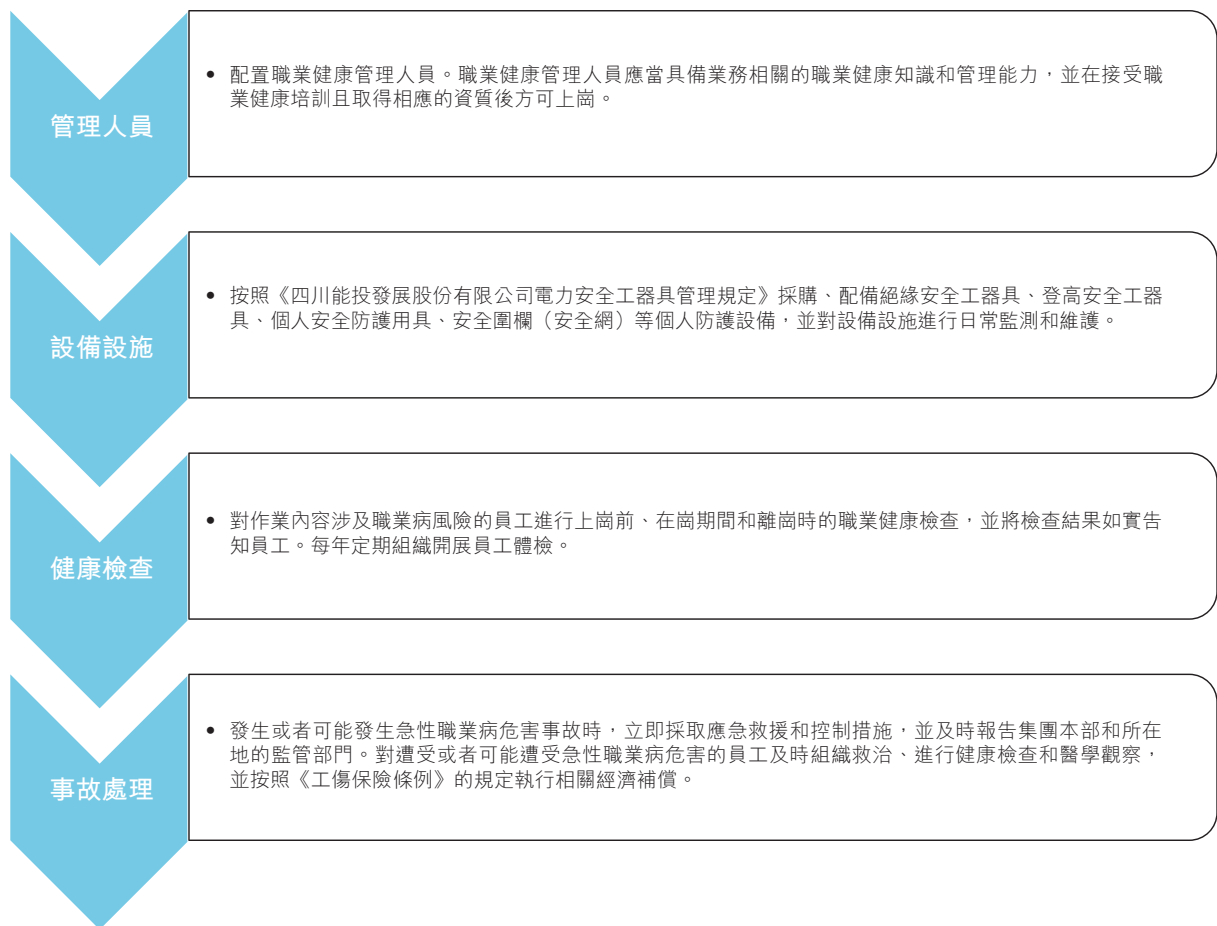 管理人員
• 配置職業健康管理人員。職業健康管理人員應當具備業務相關的職業健康知識和管理能力，並在接受職
業健康培訓且取得相應的資質後方可上崗。
設備設施
• 按照《四川能投發展股份有限公司電力安全工器具管理規定》採購、配備絕緣安全工器具、登高安全工器
具、個人安全防護用具、安全圍欄（安全網）等個人防護設備，並對設備設施進行日常監測和維護。
健康檢查
• 對作業內容涉及職業病風險的員工進行上崗前、在崗期間和離崗時的職業健康檢查，並將檢查結果如實告
知員工。每年定期組織開展員工體檢。
事故處理
• 發生或者可能發生急性職業病危害事故時，立即採取應急救援和控制措施，並及時報告集團本部和所在
地的監管部門。對遭受或者可能遭受急性職業病危害的員工及時組織救治、進行健康檢查和醫學觀察，
並按照《工傷保險條例》的規定執行相關經濟補償。